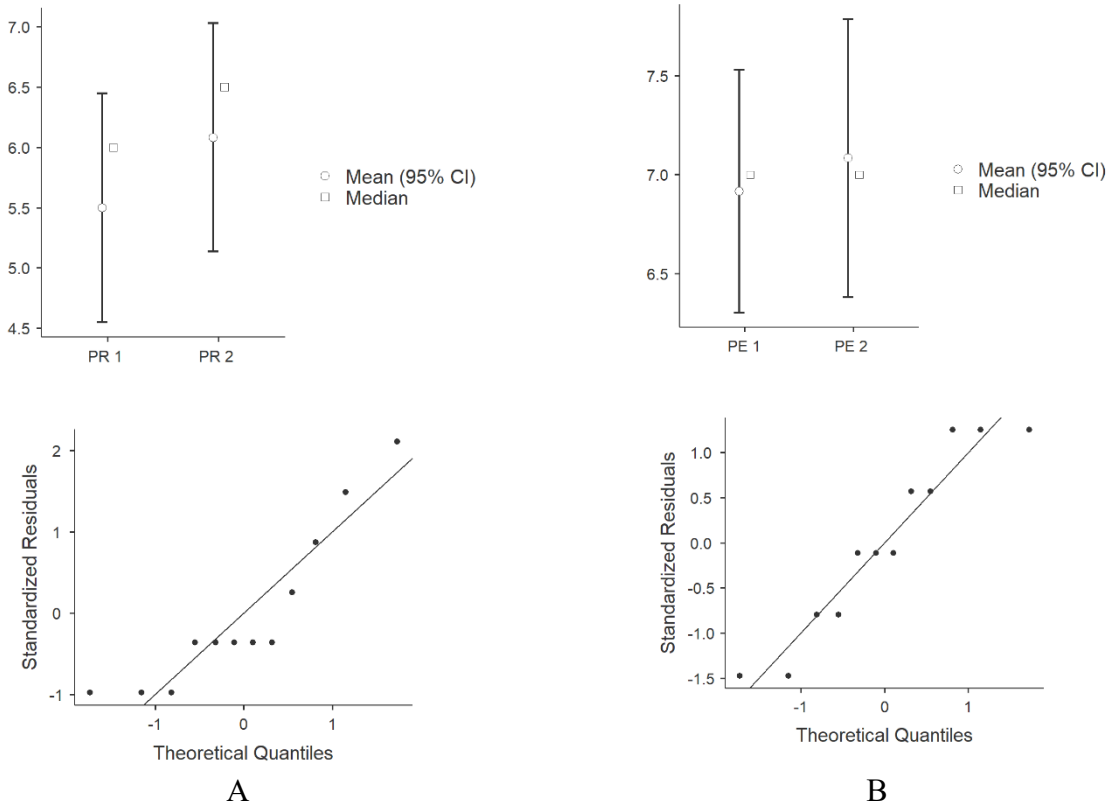 7.0
6.5
6.0
5.5
5.0
4.5
PR 1 PR 2
Mean (95% CI)
Median
7.5
7.0
6.5
PE 1 PE 2
Mean (95% CI)
Median
Standardized Residuals
2
1
0
-1
-1 0 1
Theoretical Quantiles
A
Standardized Residuals
1.0
0.5
0.0
-0.5
-1.0
-1.5
-1 0 1
Theoretical Quantiles
B